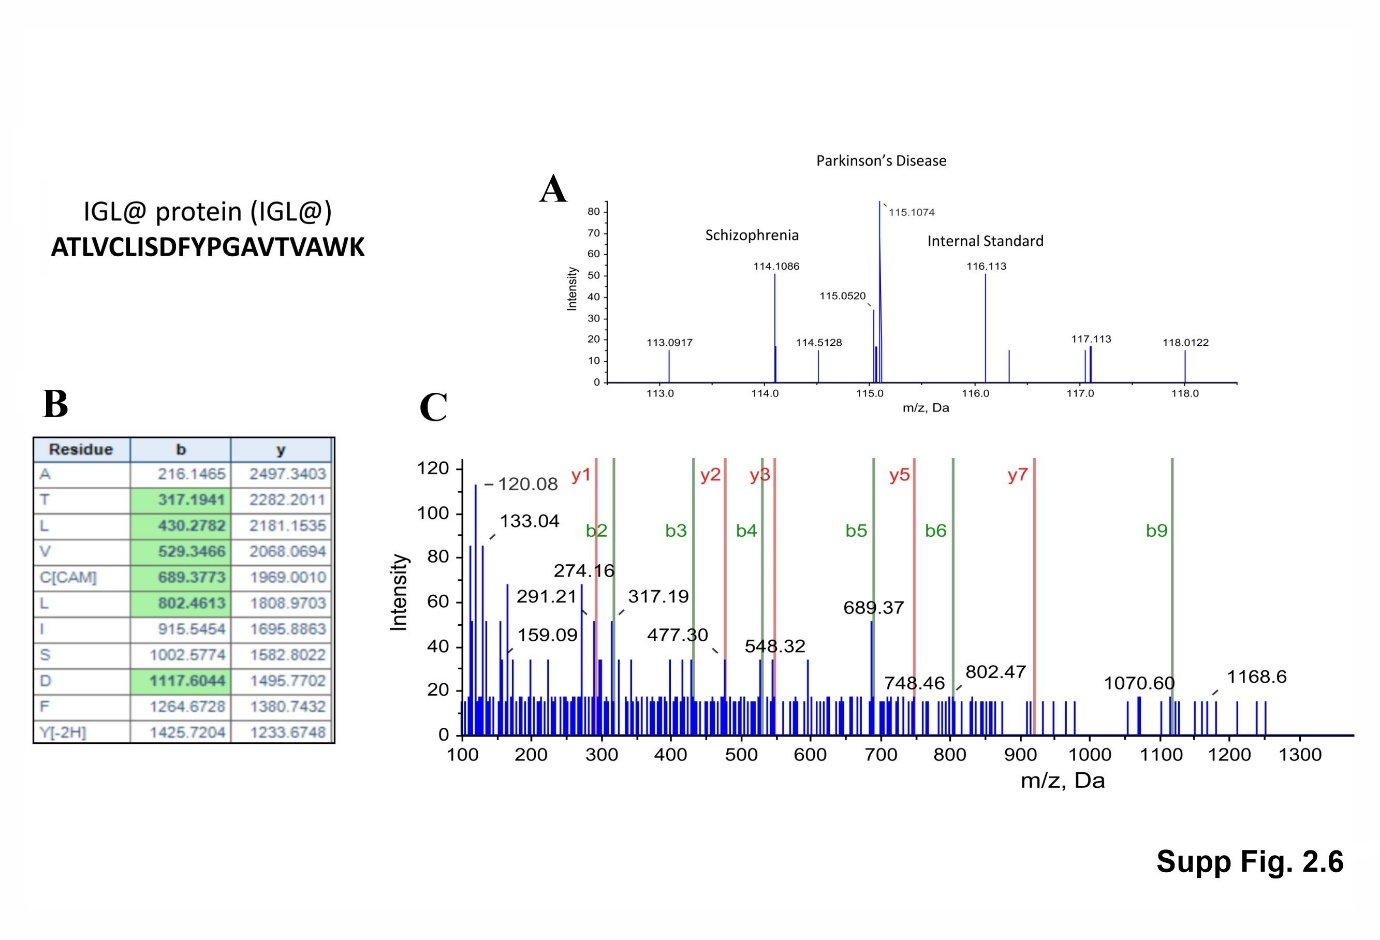 IGL@ protein (IGL@)
ATLVCLISDFYPGAVTVAWK
A
Parkinson's Disease
Schizophrenia
Internal Standard
115.1074
114.1086
116.113
115.0520
113.0917
114.5128
117.113
118.0122
Intensity
80
70
60
50
40
30
20
10
0
113.0 114.0 115.0 116.0 117.0 118.0
m/z, Da
B
Residue b y
A 216.1465 2497.3403
T 317.1941 2282.2011
L 430.2782 2181.1535
V 529.3466 2068.0694
C[CAM] 689.3773 1969.0010
L 802.4613 1808.9703
I 915.5454 1695.8863
S 1002.5774 1582.8022
D 1117.6044 1495.7702
F 1264.6728 1380.7432
Y[-2H] 1425.7204 1233.6748
C
Intensity
120
100
80
60
40
20
0
y1 y2 y3 y5 y7
b2 b3 b4 b5 b6 b9
120.08
133.04
274.16
291.21
317.19
159.09
477.30
548.32
689.37
748.46
802.47
1070.60
1168.6
100 200 300 400 500 600 700 800 900 1000 1100 1200 1300
m/z, Da
Supp Fig. 2.6